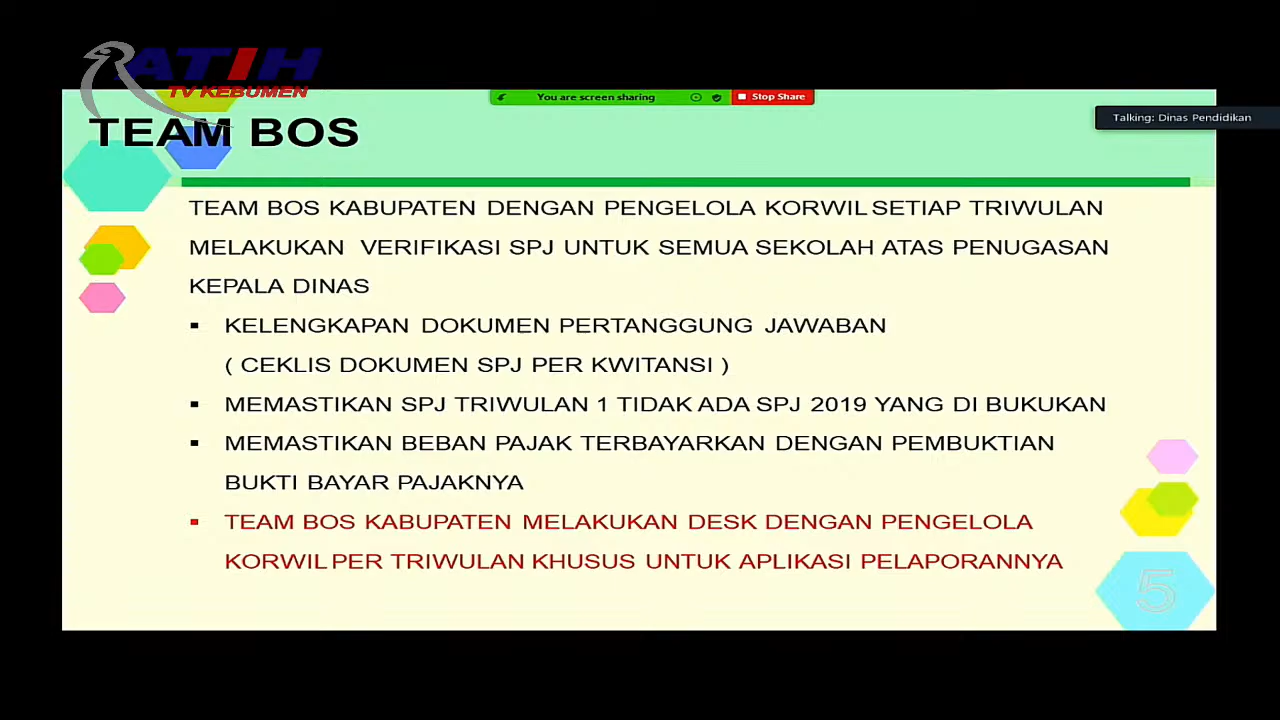 RATIH
TV KEBUMEN
You are screen sharing
Stop Share
Talking: Dinas Pendidikan
TEAM BOS
TEAM BOS KABUPATEN DENGAN PENGELOLA KORWIL SETIAP TRIWULAN
MELAKUKAN VERIFIKASI SPJ UNTUK SEMUA SEKOLAH ATAS PENUGASAN
KEPALA DINAS
▪ KELENGKAPAN DOKUMEN PERTANGGUNG JAWABAN
( CEKLIS DOKUMEN SPJ PER KWITANSI )
▪ MEMASTIKAN SPJ TRIWULAN 1 TIDAK ADA SPJ 2019 YANG DI BUKUKAN
▪ MEMASTIKAN BEBAN PAJAK TERBAYARKAN DENGAN PEMBUKTIAN
BUKTI BAYAR PAJAKNYA
▪ TEAM BOS KABUPATEN MELAKUKAN DESK DENGAN PENGELOLA
KORWIL PER TRIWULAN KHUSUS UNTUK APLIKASI PELAPORANNYA
5